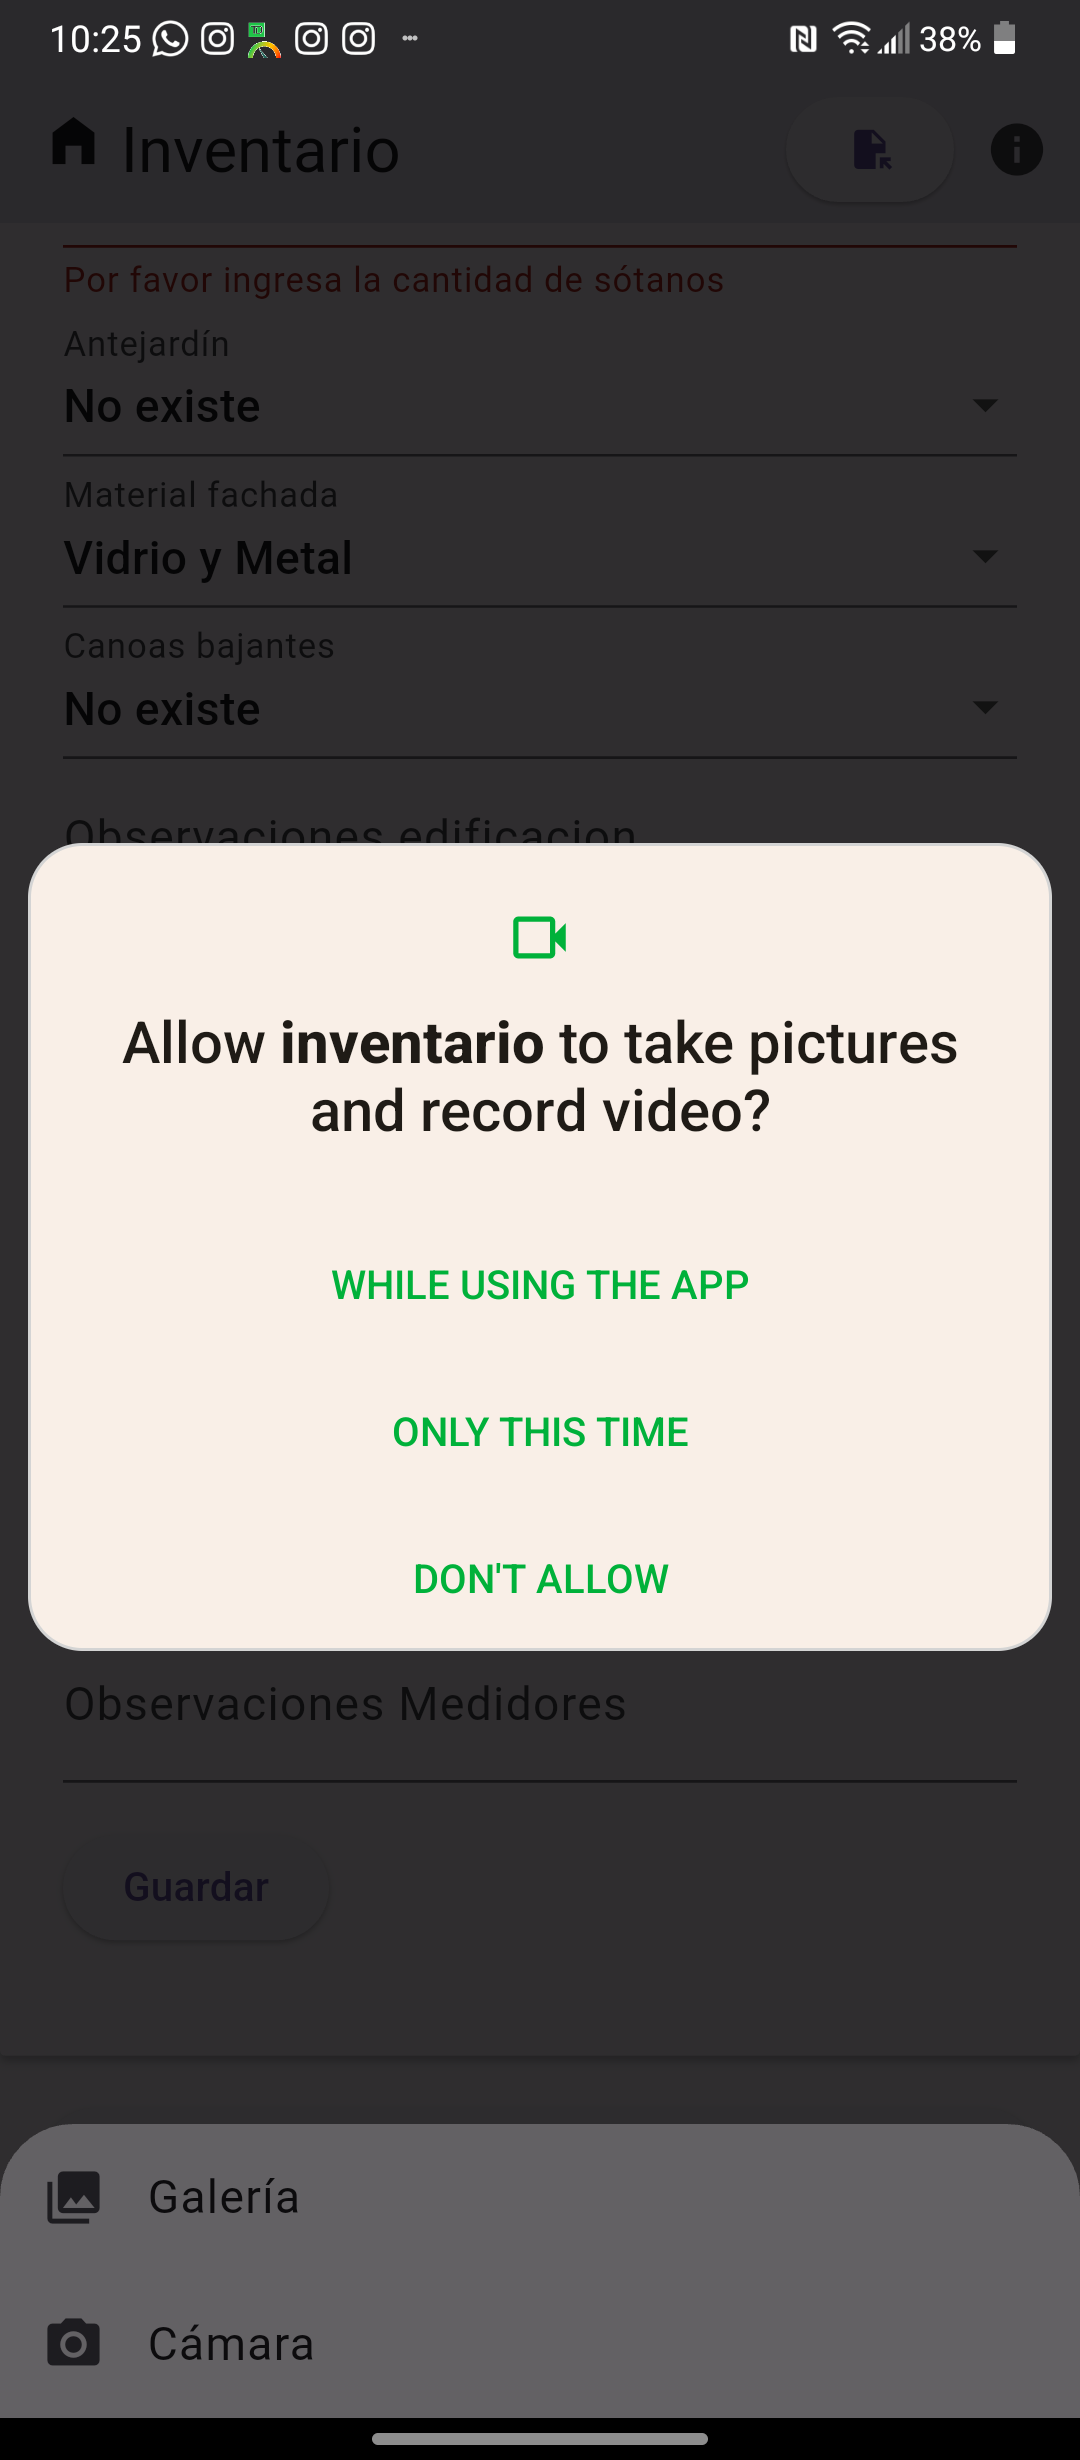 10:25
38%
Inventario
Por favor ingresa la cantidad de sótanos
Antejardín
No existe
Material fachada
Vidrio y Metal
Canoas bajantes
No existe
Observaciones edificacion
Allow inventario to take pictures
and record video?
WHILE USING THE APP
ONLY THIS TIME
DON'T ALLOW
Observaciones Medidores
Guardar
Galería
Cámara